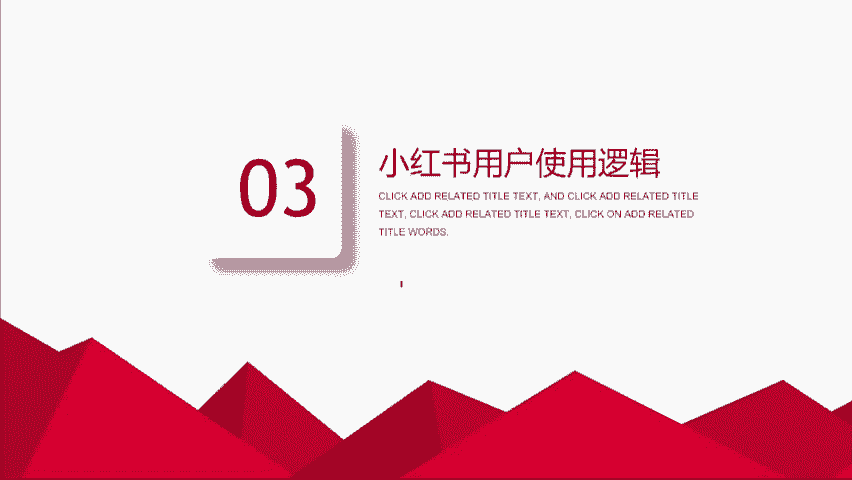 03
小红书用户使用逻辑
CLICK ADD RELATED TITLE TEXT, AND CLICK ADD RELATED TITLE
TEXT, CLICK ADD RELATED TITLE TEXT, CLICK ON ADD RELATED
TITLE WORDS.